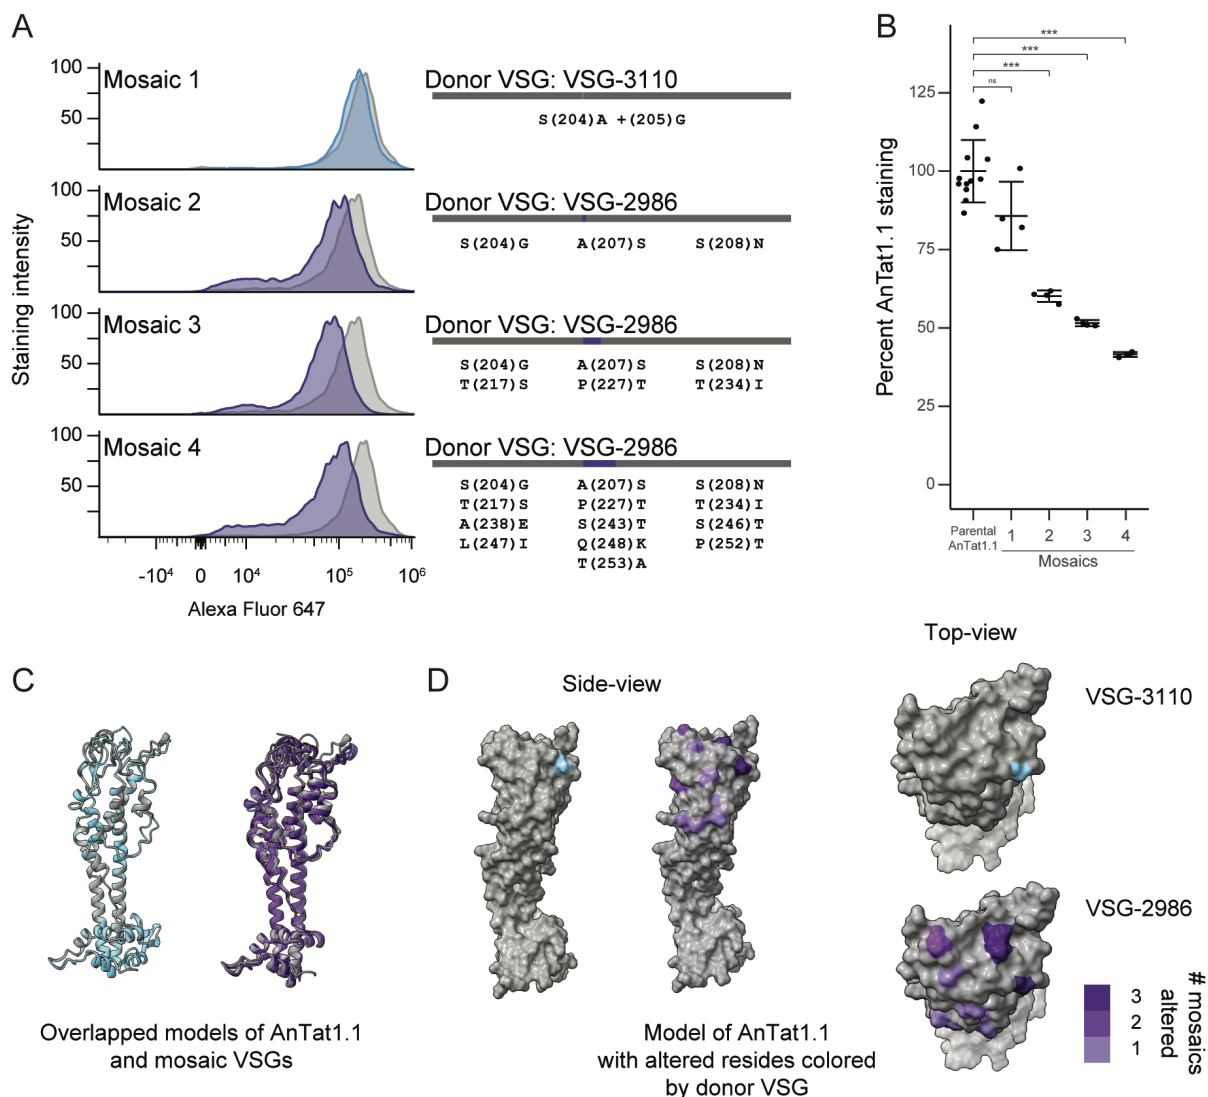 A
Staining intensity
100
50
Mosaic 1
Donor VSG: VSG-3110
S(204)A +(205)G
100
50
Mosaic 2
Donor VSG: VSG-2986
S(204)G A(207)S S(208)N
100
50
Mosaic 3
Donor VSG: VSG-2986
S(204)G A(207)S S(208)N
T(217)S P(227)T T(234)I
100
50
Mosaic 4
Donor VSG: VSG-2986
S(204)G A(207)S S(208)N
T(217)S P(227)T T(234)I
A(238)E S(243)T S(246)T
L(247)I Q(248)K P(252)T
T(253)A
-10⁴ 0 10⁴ 10⁵ 10⁶
Alexa Fluor 647
B
Percent AnTat1.1 staining
***
***
***
ns
125
100
75
50
25
0
Parental
AnTat1.1
1 2 3 4
Mosaics
C
Overlapped models of AnTat1.1
and mosaic VSGs
D
Side-view
Top-view
VSG-3110
VSG-2986
Model of AnTat1.1
with altered resides colored
by donor VSG
3
2
1
# mosaics
altered